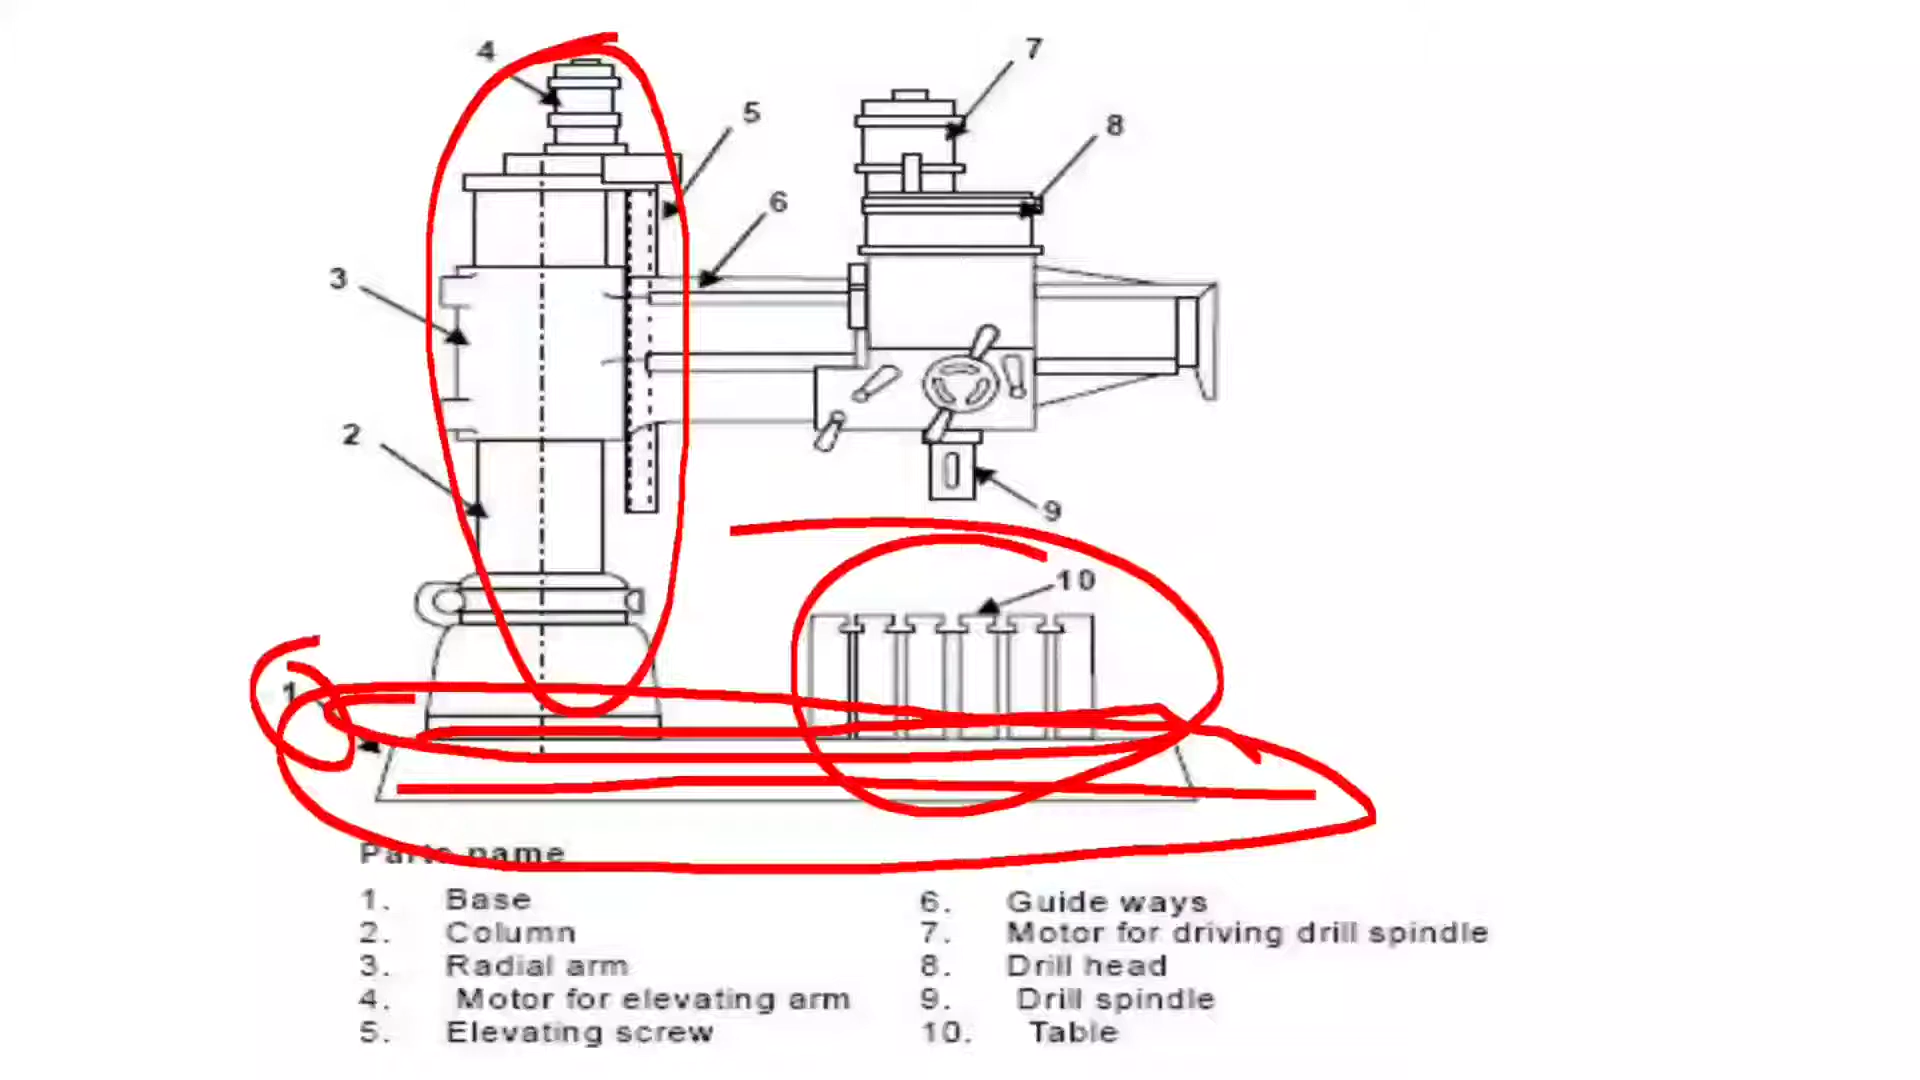 4
7
5
8
6
3
2
9
10
1
Parts name
1. Base
2. Column
3. Radial arm
4. Motor for elevating arm
5. Elevating screw
6. Guide ways
7. Motor for driving drill spindle
8. Drill head
9. Drill spindle
10. Table